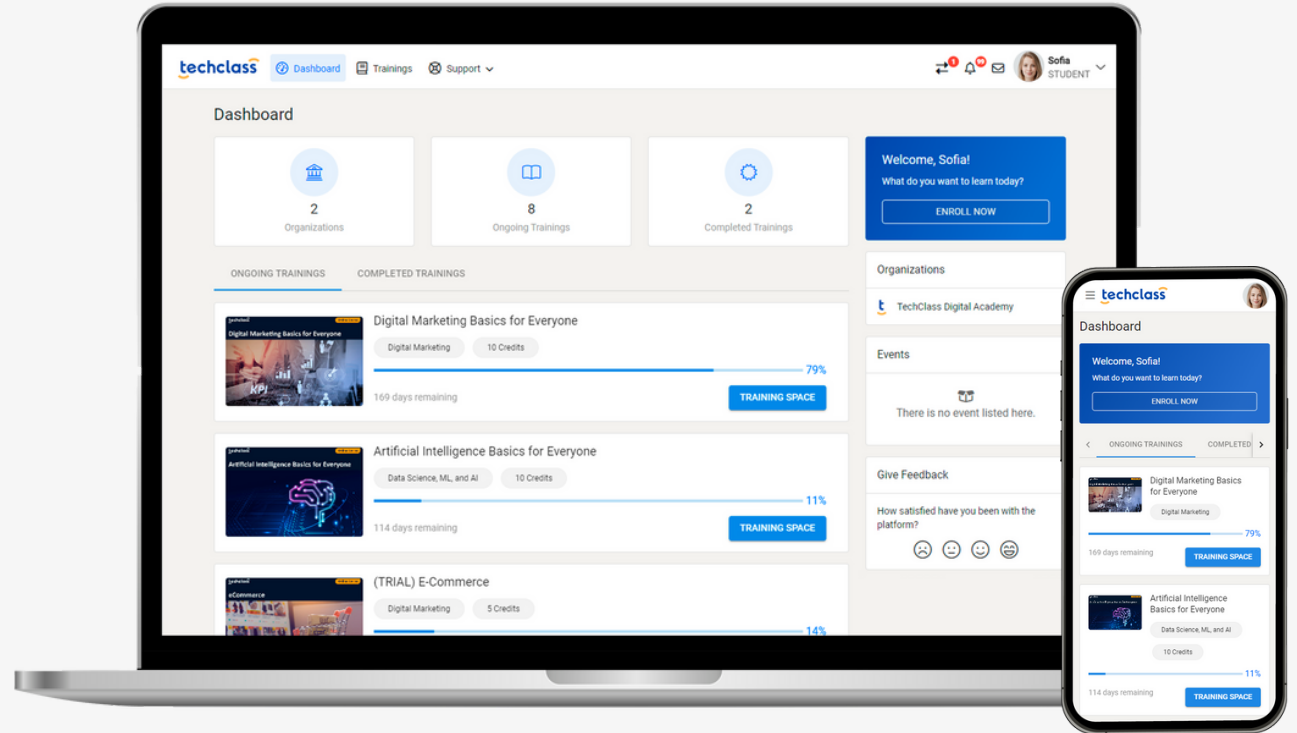 techclass
Dashboard
Trainings
Support
1
99
Sofia
STUDENT
Dashboard
2
Organizations
8
Ongoing Trainings
2
Completed Trainings
Welcome, Sofia!
What do you want to learn today?
ENROLL NOW
ONGOING TRAININGS
COMPLETED TRAININGS
techclass
Digital Marketing Basics for Everyone
KPI
Digital Marketing Basics for Everyone
Digital Marketing
10 Credits
79%
169 days remaining
TRAINING SPACE
techclass
Artificial Intelligence Basics for Everyone
Artificial Intelligence Basics for Everyone
Data Science, ML, and AI
10 Credits
11%
114 days remaining
TRAINING SPACE
techclass
eCommerce
(TRIAL) E-Commerce
Digital Marketing
5 Credits
14%
Organizations
t
TechClass Digital Academy
Events
There is no event listed here.
Give Feedback
How satisfied have you been with the
platform?
techclass
Dashboard
Welcome, Sofia!
What do you want to learn today?
ENROLL NOW
ONGOING TRAININGS
COMPLETED
Digital Marketing Basics
for Everyone
Digital Marketing
79%
169 days remaining
TRAINING SPACE
Artificial Intelligence
Basics for Everyone
Data Science, ML, and AI
10 Credits
11%
114 days remaining
TRAINING SPACE